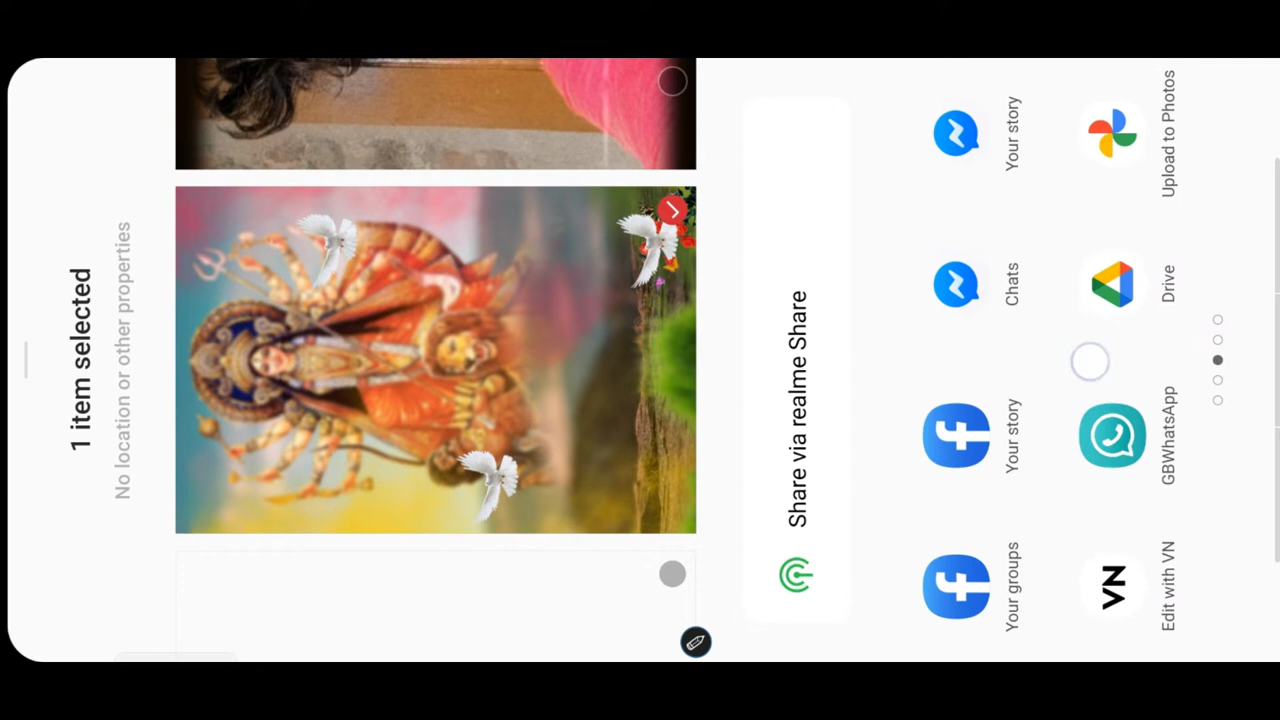 1 item selected
No location or other properties
Share via realme Share
Your groups
Your story
Chats
Your story
VN
Edit with VN
GBWhatsApp
Drive
Upload to Photos